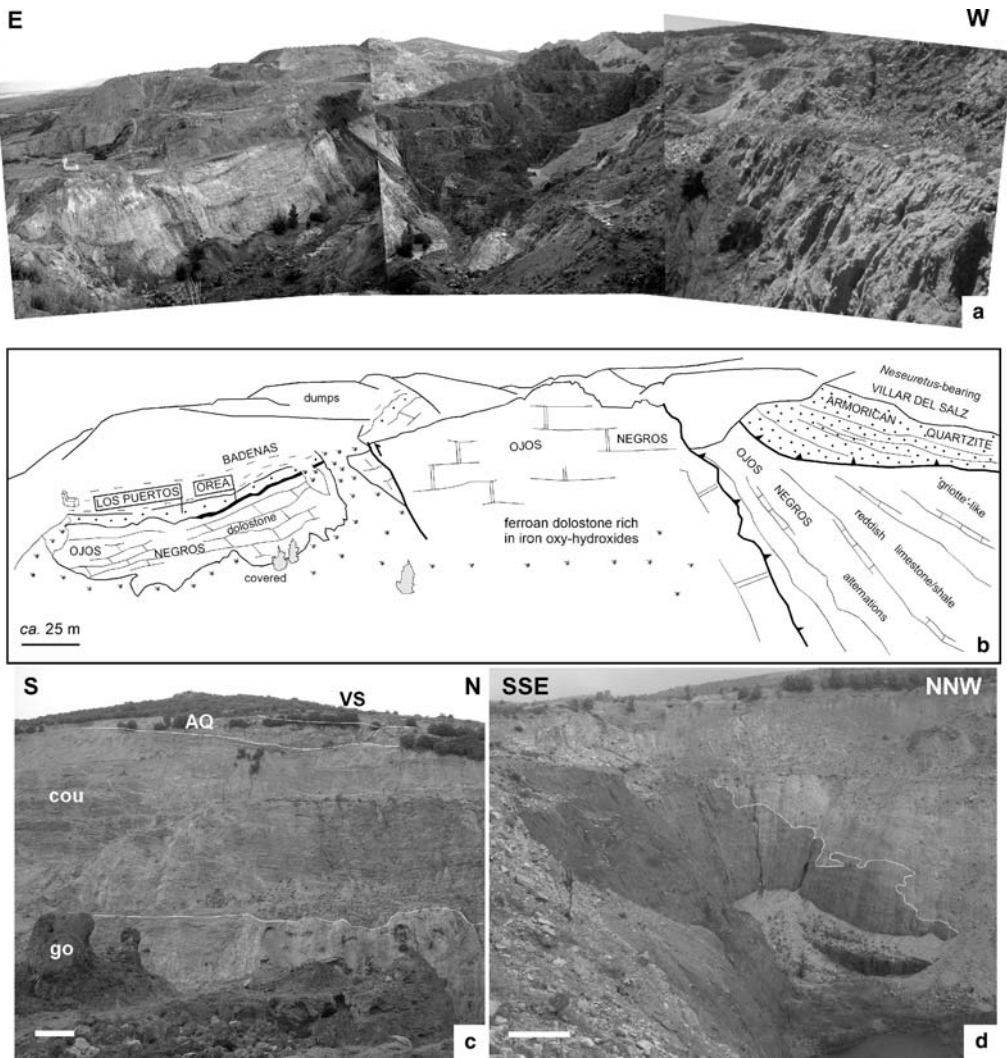 E
W
a
dumps
Neseuretus-bearing
VILLAR DEL SALZ
ARMORICAN
QUARTZITE
BADENAS
LOS PUERTOS
OREA
OJOS
NEGROS
dolostone
OJOS
NEGROS
covered
ferroan dolostone rich
in iron oxy-hydroxides
OJOS
NEGROS
alternations
'griotte'-like
reddish
limestone/shale
ca. 25 m
b
S
N
VS
AQ
cou
go
c
SSE
NNW
d